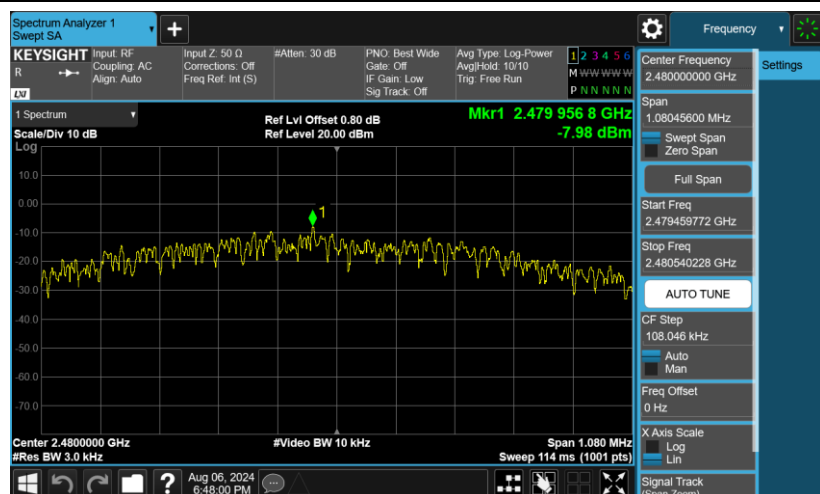 Spectrum Analyzer 1
Swept SA
Frequency
KEYSIGHT
R
LXI
Input: RF
Coupling: AC
Align: Auto
Input Z: 50 Ω
Corrections: Off
Freq Ref: Int (S)
#Atten: 30 dB
PNO: Best Wide
Gate: Off
IF Gain: Low
Sig Track: Off
Avg Type: Log-Power
Avg|Hold: 10/10
Trig: Free Run
1 2 3 4 5 6
M W W W W W
P N N N N N
1 Spectrum
Scale/Div 10 dB
Ref Lvl Offset 0.80 dB
Ref Level 20.00 dBm
Mkr1 2.479 956 8 GHz
-7.98 dBm
Log
10.0
0.00
-10.0
-20.0
-30.0
-40.0
-50.0
-60.0
-70.0
1
Center 2.4800000 GHz
#Res BW 3.0 kHz
#Video BW 10 kHz
Span 1.080 MHz
Sweep 114 ms (1001 pts)
Aug 06, 2024
6:48:00 PM
Center Frequency
2.480000000 GHz
Span
1.08045600 MHz
Swept Span
Zero Span
Full Span
Start Freq
2.479459772 GHz
Stop Freq
2.480540228 GHz
AUTO TUNE
CF Step
108.046 kHz
Auto
Man
Freq Offset
0 Hz
X Axis Scale
Log
Lin
Signal Track
(Span Zoom)
Settings